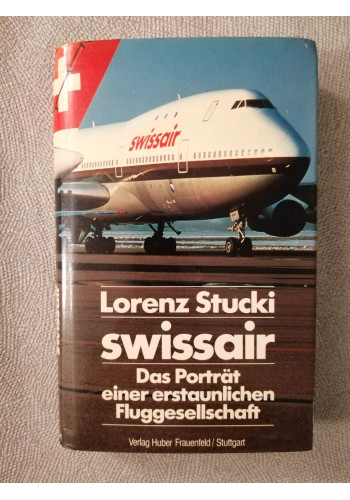 swissair
Lorenz Stucki
swissair
Das Porträt
einer erstaunlichen
Fluggesellschaft
Verlag Huber Frauenfeld/Stuttgart